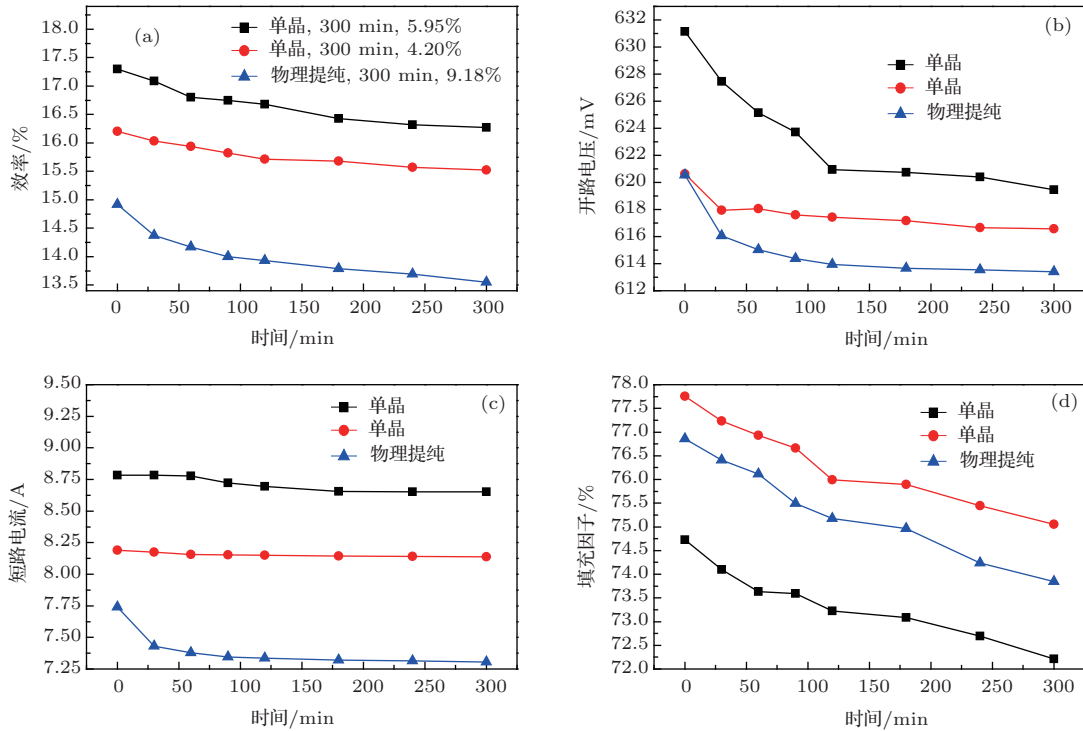 (a)
单晶, 300 min, 5.95%
单晶, 300 min, 4.20%
物理提纯, 300 min, 9.18%
效率/%
18.0
17.5
17.0
16.5
16.0
15.5
15.0
14.5
14.0
13.5
0 50 100 150 200 250 300
时间/min
(b)
单晶
单晶
物理提纯
开路电压/mV
632
630
628
626
624
622
620
618
616
614
612
0 50 100 150 200 250 300
时间/min
(c)
单晶
单晶
物理提纯
短路电流/A
9.50
9.25
9.00
8.75
8.50
8.25
8.00
7.75
7.50
7.25
0 50 100 150 200 250 300
时间/min
(d)
单晶
单晶
物理提纯
填充因子/%
78.0
77.5
77.0
76.5
76.0
75.5
75.0
74.5
74.0
73.5
73.0
72.5
72.0
0 50 100 150 200 250 300
时间/min